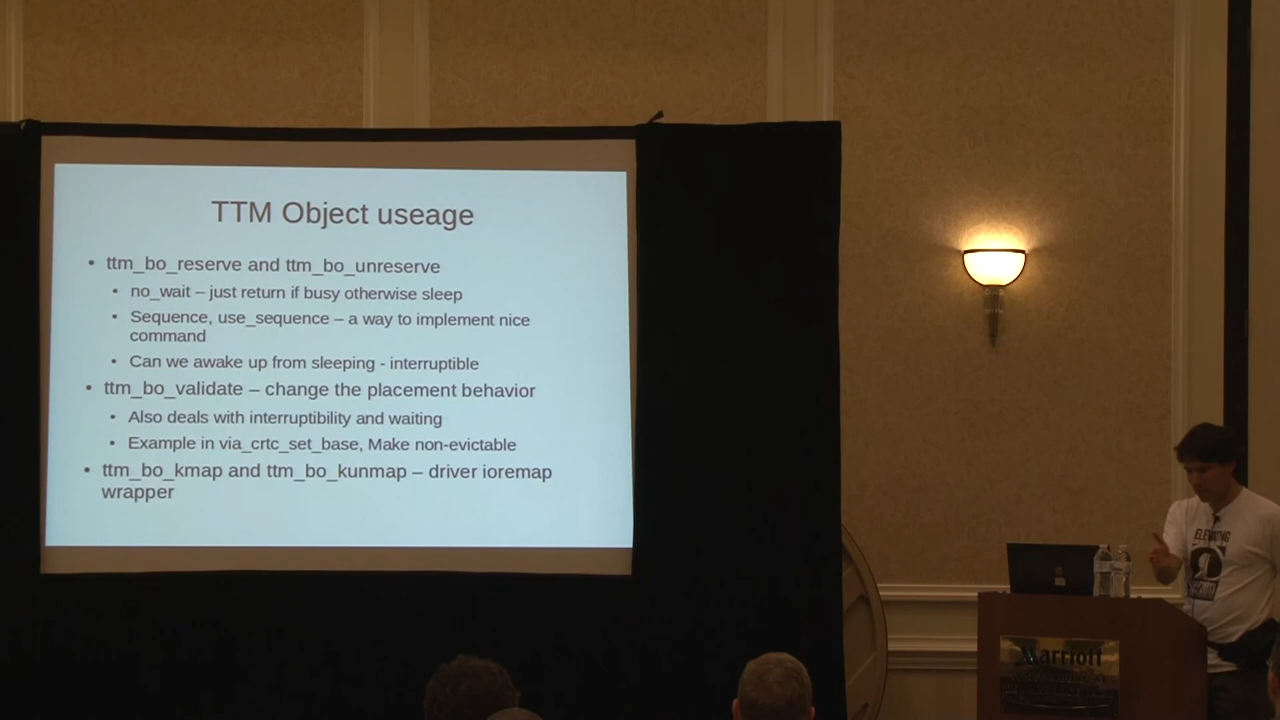 TTM Object useage
• ttm_bo_reserve and ttm_bo_unreserve
• no_wait – just return if busy otherwise sleep
• Sequence, use_sequence – a way to implement nice
command
• Can we awake up from sleeping - interruptible
• ttm_bo_validate – change the placement behavior
• Also deals with interruptibility and waiting
• Example in via_crtc_set_base, Make non-evictable
• ttm_bo_kmap and ttm_bo_kunmap – driver ioremap
wrapper
Marriott